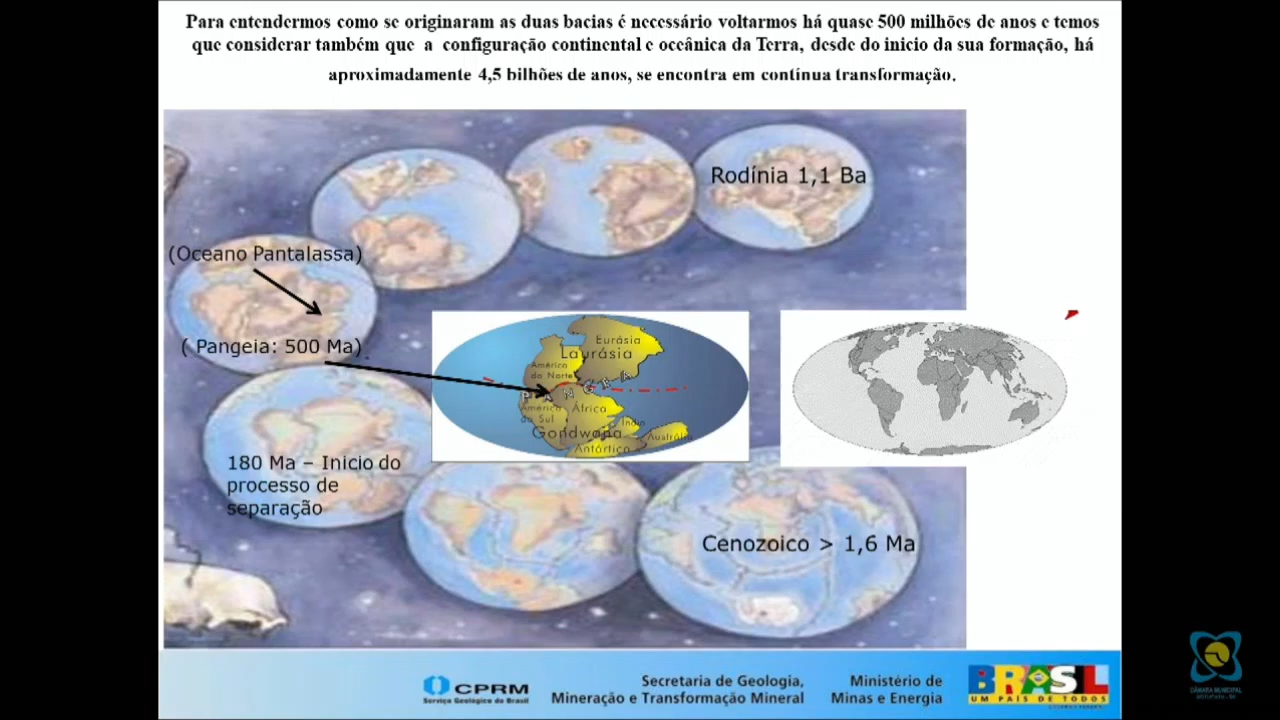 Para entendermos como se originaram as duas bacias é necessário voltarmos há quase 500 milhões de anos e temos
que considerar também que a configuração continental e oceânica da Terra, desde do inicio da sua formação, há
aproximadamente 4,5 bilhões de anos, se encontra em contínua transformação.
Rodínia 1,1 Ba
(Oceano Pantalassa)
( Pangeia: 500 Ma)
Eurásia
Laurásia
América
do Norte
PANGEA
América
do Sul
África
Índia
Gondwana
Austrália
Antártica
180 Ma – Inicio do
processo de
separação
Cenozoico > 1,6 Ma
CPRM
Serviço Geológico do Brasil
Secretaria de Geologia,
Mineração e Transformação Mineral
Ministério de
Minas e Energia
BRASIL
UM PAÍS DE TODOS
CÂMARA MUNICIPAL